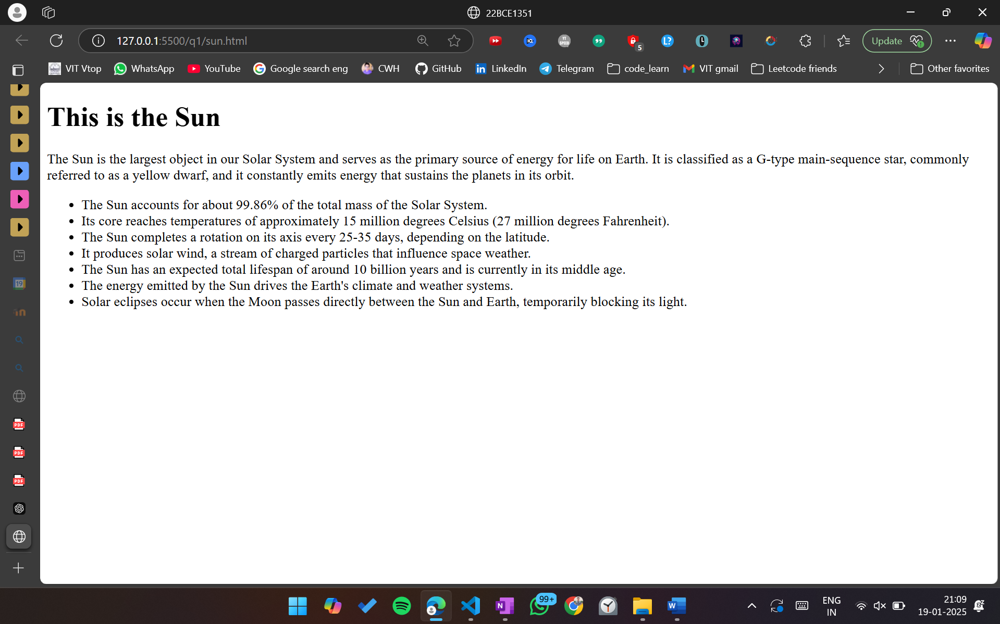 22BCE1351
127.0.0.1:5500/q1/sun.html
YT SPEED
5
Update
VIT Vtop
WhatsApp
YouTube
Google search eng
CWH
GitHub
LinkedIn
Telegram
code_learn
VIT gmail
Leetcode friends
Other favorites
This is the Sun
The Sun is the largest object in our Solar System and serves as the primary source of energy for life on Earth. It is classified as a G-type main-sequence star, commonly
referred to as a yellow dwarf, and it constantly emits energy that sustains the planets in its orbit.
• The Sun accounts for about 99.86% of the total mass of the Solar System.
• Its core reaches temperatures of approximately 15 million degrees Celsius (27 million degrees Fahrenheit).
• The Sun completes a rotation on its axis every 25-35 days, depending on the latitude.
• It produces solar wind, a stream of charged particles that influence space weather.
• The Sun has an expected total lifespan of around 10 billion years and is currently in its middle age.
• The energy emitted by the Sun drives the Earth's climate and weather systems.
• Solar eclipses occur when the Moon passes directly between the Sun and Earth, temporarily blocking its light.
19
in
PDF
PDF
PDF
N
99+
W
ENG
IN
21:09
19-01-2025